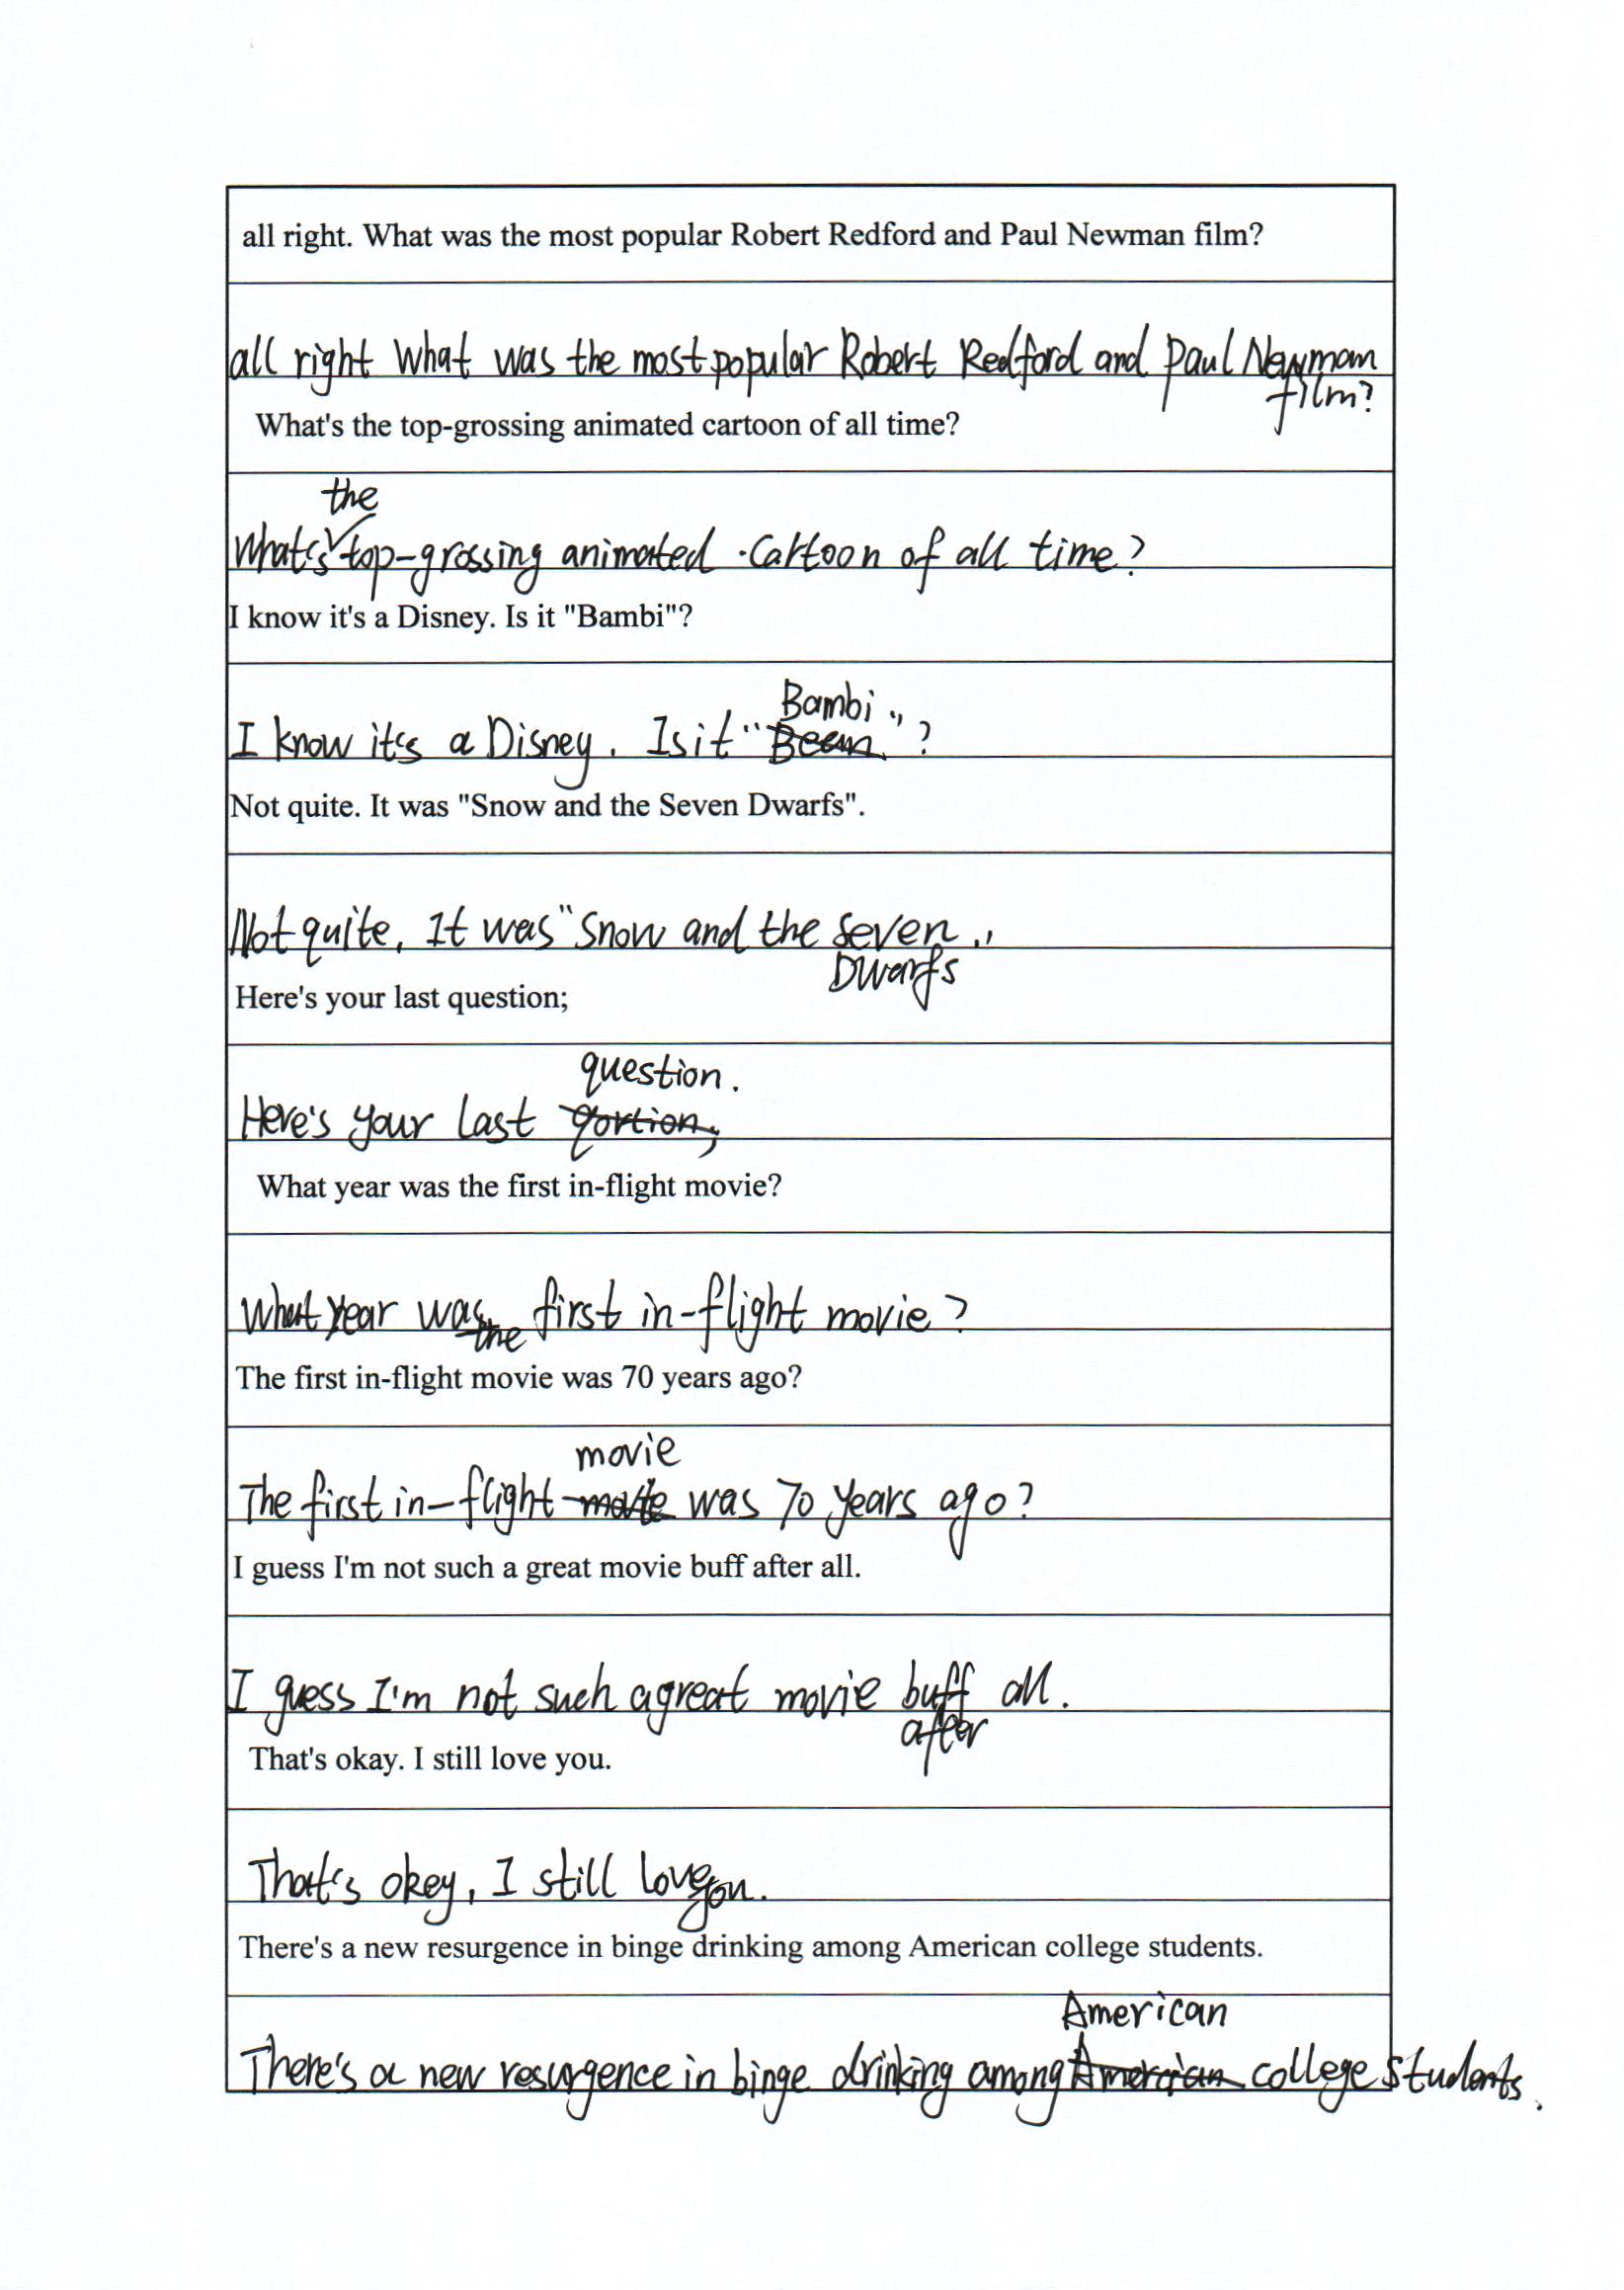 all right. What was the most popular Robert Redford and Paul Newman film?
all right What was the most popular Robert Redford and Paul Newman
film?
What's the top-grossing animated cartoon of all time?
the
What's top-grossing animated cartoon of all time?
I know it's a Disney. Is it "Bambi"?
Bambi
I know it's a Disney. Is it " "?
Not quite. It was "Snow and the Seven Dwarfs".
Not quite. It was "Snow and the Seven "
Dwarfs
Here's your last question;
question.
Here's your last qortion;
What year was the first in-flight movie?
What year was the first in-flight movie?
The first in-flight movie was 70 years ago?
movie
The first in-flight was 70 years ago?
I guess I'm not such a great movie buff after all.
I guess I'm not such a great movie buff all.
after
That's okay. I still love you.
That's okey, I still love you.
There's a new resurgence in binge drinking among American college students.
American
There's a new resurgence in binge drinking among college students.